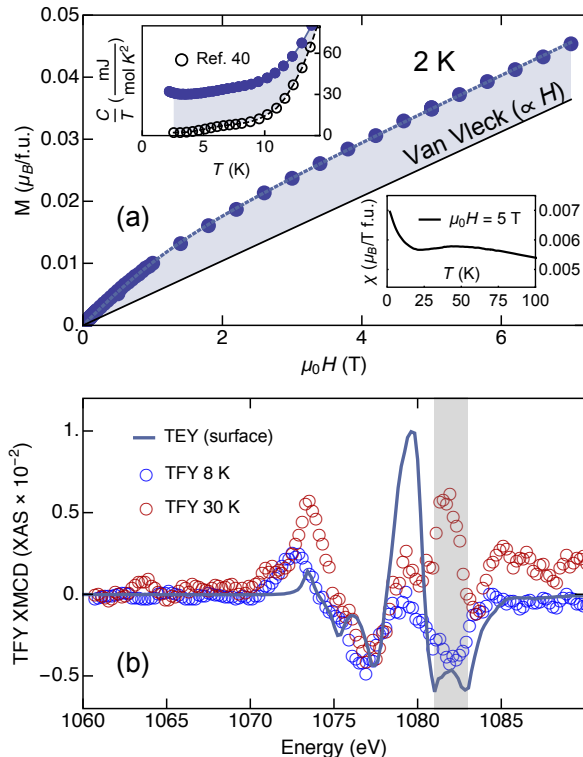 0.05
0.04
0.03
0.02
0.01
0.
M (μB/f.u.)
C/T (mJ/mol K²)
Ref. 40
60
30
0
5
10
T (K)
2 K
Van Vleck (∝ H)
(a)
μ0H = 5 T
χ (μB/T f.u.)
0.007
0.006
0.005
T (K)
0
25
50
75
100
0
2
4
6
μ0H (T)
TFY XMCD (XAS × 10⁻²)
1.
0.5
0
−0.5
TEY (surface)
TFY 8 K
TFY 30 K
(b)
1060
1065
1070
1075
1080
1085
Energy (eV)